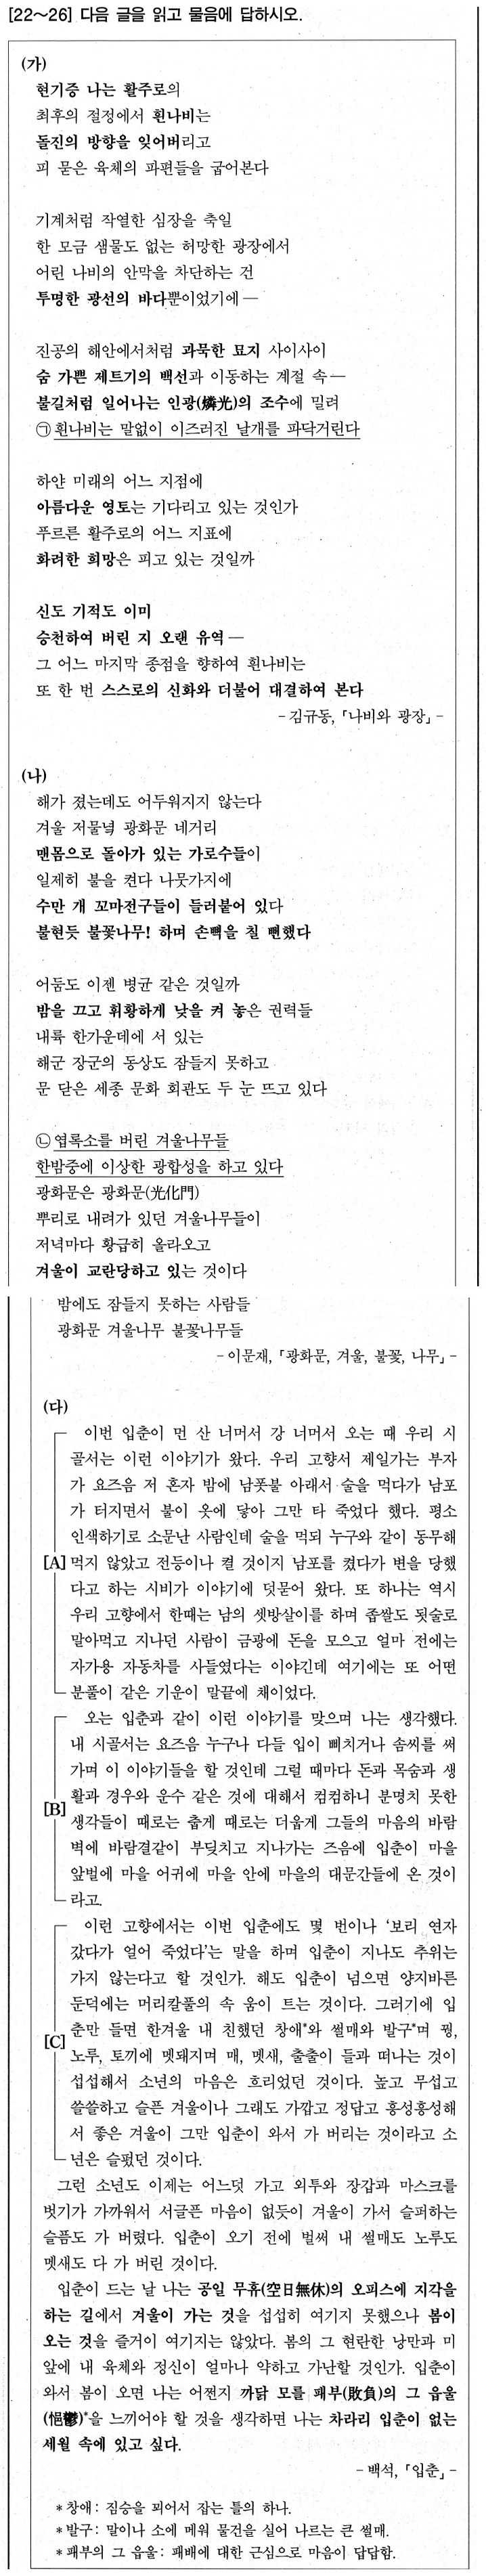 [22～26] 다음 글을 읽고 물음에 답하시오.
(가)
현기증 나는 활주로의
최후의 절정에서 흰나비는
돌진의 방향을 잊어버리고
피 묻은 육체의 파편들을 굽어본다
기계처럼 작열한 심장을 축일
한 모금 샘물도 없는 허망한 광장에서
어린 나비의 안막을 차단하는 건
투명한 광선의 바다뿐이었기에―
진공의 해안에서처럼 과묵한 묘지 사이사이
숨 가쁜 제트기의 백선과 이동하는 계절 속―
불길처럼 일어나는 인광(燐光)의 조수에 밀려
㉠흰나비는 말없이 이즈러진 날개를 파닥거린다
하얀 미래의 어느 지점에
아름다운 영토는 기다리고 있는 것인가
푸르른 활주로의 어느 지표에
화려한 희망은 피고 있는 것일까
신도 기적도 이미
승천하여 버린 지 오랜 유역―
그 어느 마지막 종점을 향하여 흰나비는
또 한 번 스스로의 신화와 더불어 대결하여 본다
- 김규동, 「나비와 광장」 -
(나)
해가 졌는데도 어두워지지 않는다
겨울 저물녘 광화문 네거리
맨몸으로 돌아가 있는 가로수들이
일제히 불을 켠다 나뭇가지에
수만 개 꼬마전구들이 들러붙어 있다
불현듯 불꽃나무! 하며 손뼉을 칠 뻔했다
어둠도 이젠 병균 같은 것일까
밤을 끄고 휘황하게 낮을 켜 놓은 권력들
내륙 한가운데에 서 있는
해군 장군의 동상도 잠들지 못하고
문 닫은 세종 문화 회관도 두 눈 뜨고 있다
㉡엽록소를 버린 겨울나무들
한밤중에 이상한 광합성을 하고 있다
광화문은 광화문(光化門)
뿌리로 내려가 있던 겨울나무들이
저녁마다 황급히 올라오고
겨울이 교란당하고 있는 것이다
밤에도 잠들지 못하는 사람들
광화문 겨울나무 불꽃나무들
- 이문재, 「광화문, 겨울, 불꽃, 나무」 -
(다)
이번 입춘이 먼 산 너머서 강 너머서 오는 때 우리 시
골서는 이런 이야기가 왔다. 우리 고향서 제일가는 부자
가 요즈음 저 혼자 밤에 남폿불 아래서 술을 먹다가 남포
가 터지면서 불이 옷에 닿아 그만 타 죽었다 했다. 평소
인색하기로 소문난 사람인데 술을 먹되 누구와 같이 동무해
[A] 먹지 않았고 전등이나 켤 것이지 남포를 켰다가 변을 당했
다고 하는 시비가 이야기에 덧묻어 왔다. 또 하나는 역시
우리 고향에서 한때는 남의 셋방살이를 하며 좁쌀도 됫술로
말아먹고 지나던 사람이 금광에 돈을 모으고 얼마 전에는
자가용 자동차를 사들였다는 이야긴데 여기에는 또 어떤
분풀이 같은 기운이 말끝에 채이었다.
오는 입춘과 같이 이런 이야기를 맞으며 나는 생각했다.
내 시골서는 요즈음 누구나 다들 입이 삐치거나 솜씨를 써
가며 이 이야기들을 할 것인데 그럴 때마다 돈과 목숨과 생
활과 경우와 운수 같은 것에 대해서 컴컴하니 분명치 못한
[B] 생각들이 때로는 춥게 때로는 더웁게 그들의 마음의 바람
벽에 바람결같이 부딪치고 지나가는 즈음에 입춘이 마을
앞벌에 마을 어귀에 마을 안에 마을의 대문간들에 온 것이
라고.
이런 고향에서는 이번 입춘에도 몇 번이나 ‘보리 연자
갔다가 얼어 죽었다’는 말을 하며 입춘이 지나도 추위는
가지 않는다고 할 것인가. 해도 입춘이 넘으면 양지바른
둔덕에는 머리칼풀의 속 움이 트는 것이다. 그러기에 입
[C] 춘만 들면 한겨울 내 친했던 창애*와 썰매와 발구*며 꿩,
노루, 토끼에 멧돼지며 매, 멧새, 출출이 들과 떠나는 것이
섭섭해서 소년의 마음은 흐리었던 것이다. 높고 무섭고
쓸쓸하고 슬픈 겨울이나 그래도 가깝고 정답고 흥성흥성해
서 좋은 겨울이 그만 입춘이 와서 가 버리는 것이라고 소
년은 슬펐던 것이다.
그런 소년도 이제는 어느덧 가고 외투와 장갑과 마스크를
벗기가 가까워서 서글픈 마음이 없듯이 겨울이 가서 슬퍼하는
슬픔도 가 버렸다. 입춘이 오기 전에 벌써 내 썰매도 노루도
멧새도 다 가 버린 것이다.
입춘이 드는 날 나는 공일 무휴(空日無休)의 오피스에 지각을
하는 길에서 겨울이 가는 것을 섭섭히 여기지 못했으나 봄이
오는 것을 즐거이 여기지는 않았다. 봄의 그 현란한 낭만과 미
앞에 내 육체와 정신이 얼마나 약하고 가난할 것인가. 입춘이
와서 봄이 오면 나는 어쩐지 까닭 모를 패부(敗負)의 그 읍울
(悒鬱)*을 느끼어야 할 것을 생각하면 나는 차라리 입춘이 없는
세월 속에 있고 싶다.
- 백석, 「입춘」 -
*창애: 짐승을 꾀어서 잡는 틀의 하나.
*발구: 말이나 소에 메워 물건을 실어 나르는 큰 썰매.
*패부의 그 읍울: 패배에 대한 근심으로 마음이 답답함.